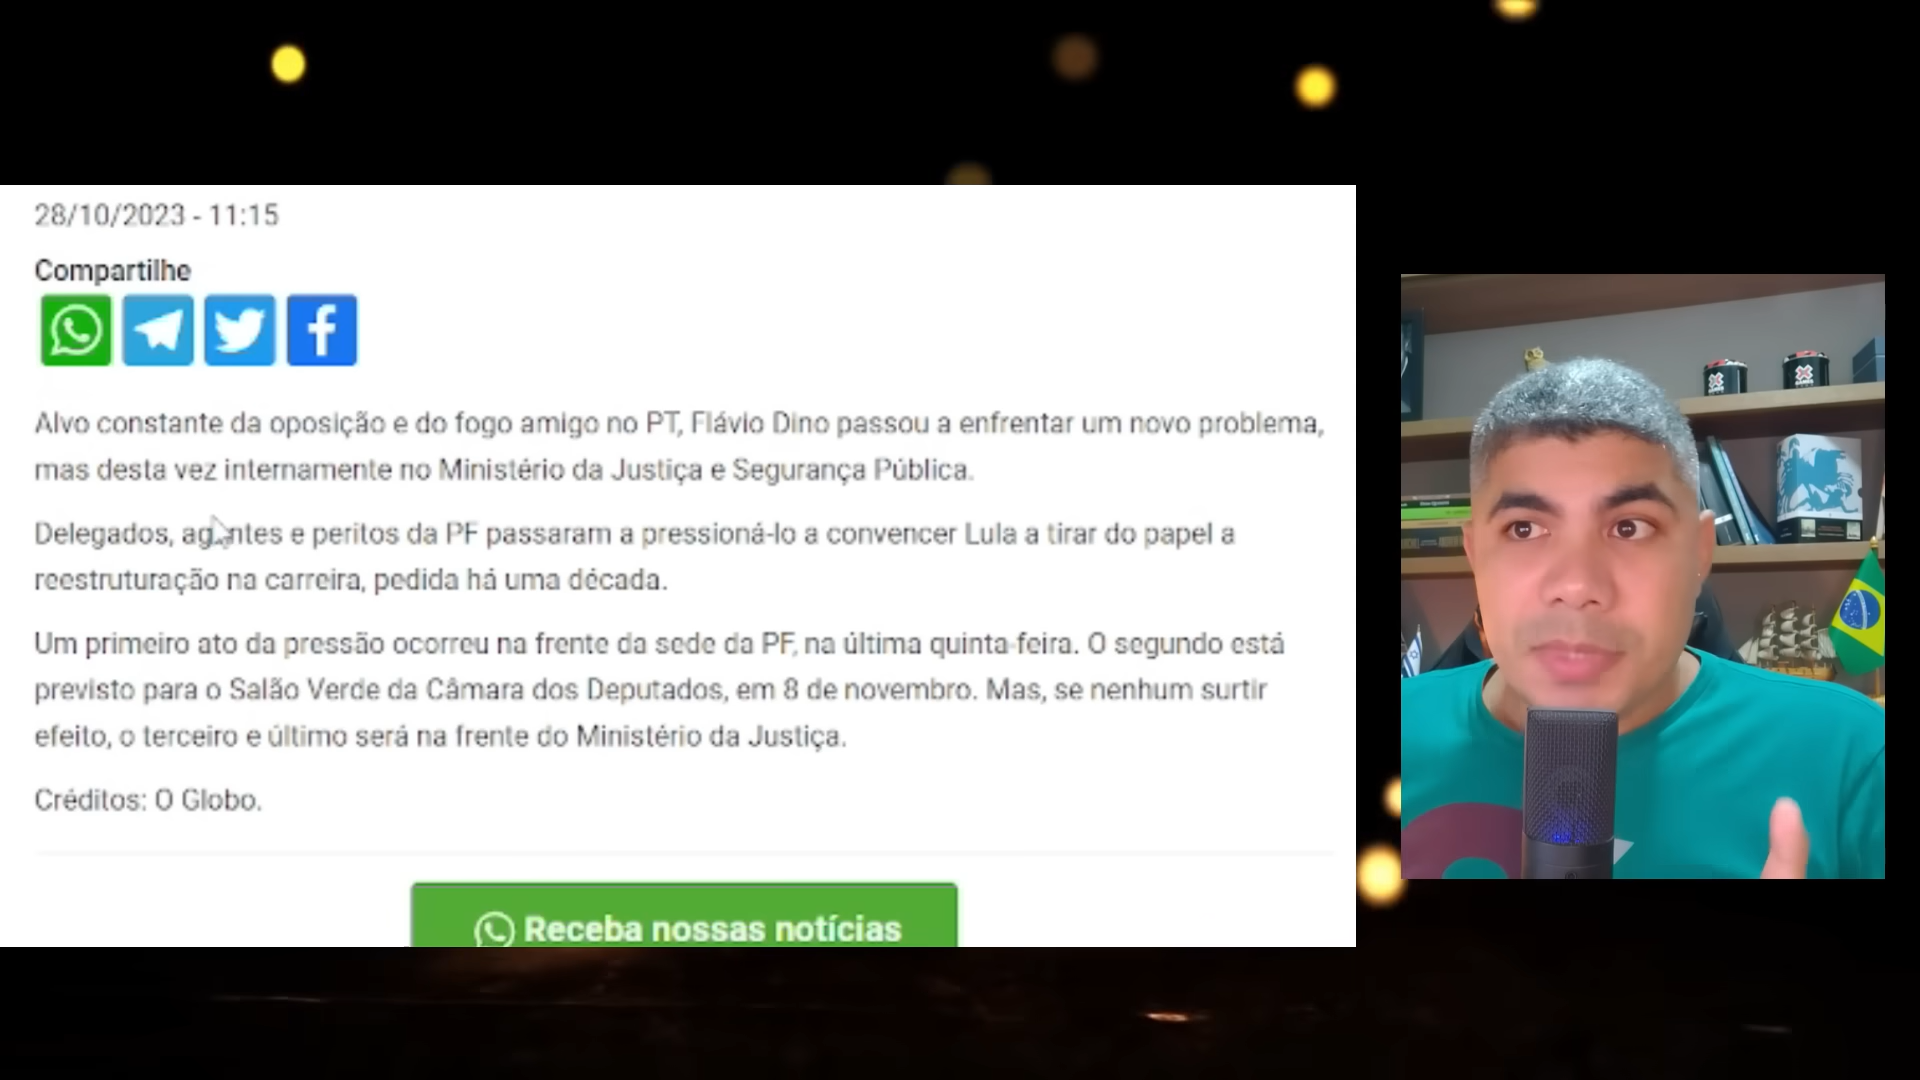 28/10/2023 - 11:15
Compartilhe
Alvo constante da oposição e do fogo amigo no PT, Flávio Dino passou a enfrentar um novo problema,
mas desta vez internamente no Ministério da Justiça e Segurança Pública.
Delegados, agentes e peritos da PF passaram a pressioná-lo a convencer Lula a tirar do papel a
reestruturação na carreira, pedida há uma década.
Um primeiro ato da pressão ocorreu na frente da sede da PF, na última quinta-feira. O segundo está
previsto para o Salão Verde da Câmara dos Deputados, em 8 de novembro. Mas, se nenhum surtir
efeito, o terceiro e último será na frente do Ministério da Justiça.
Créditos: O Globo.
Receba nossas notícias